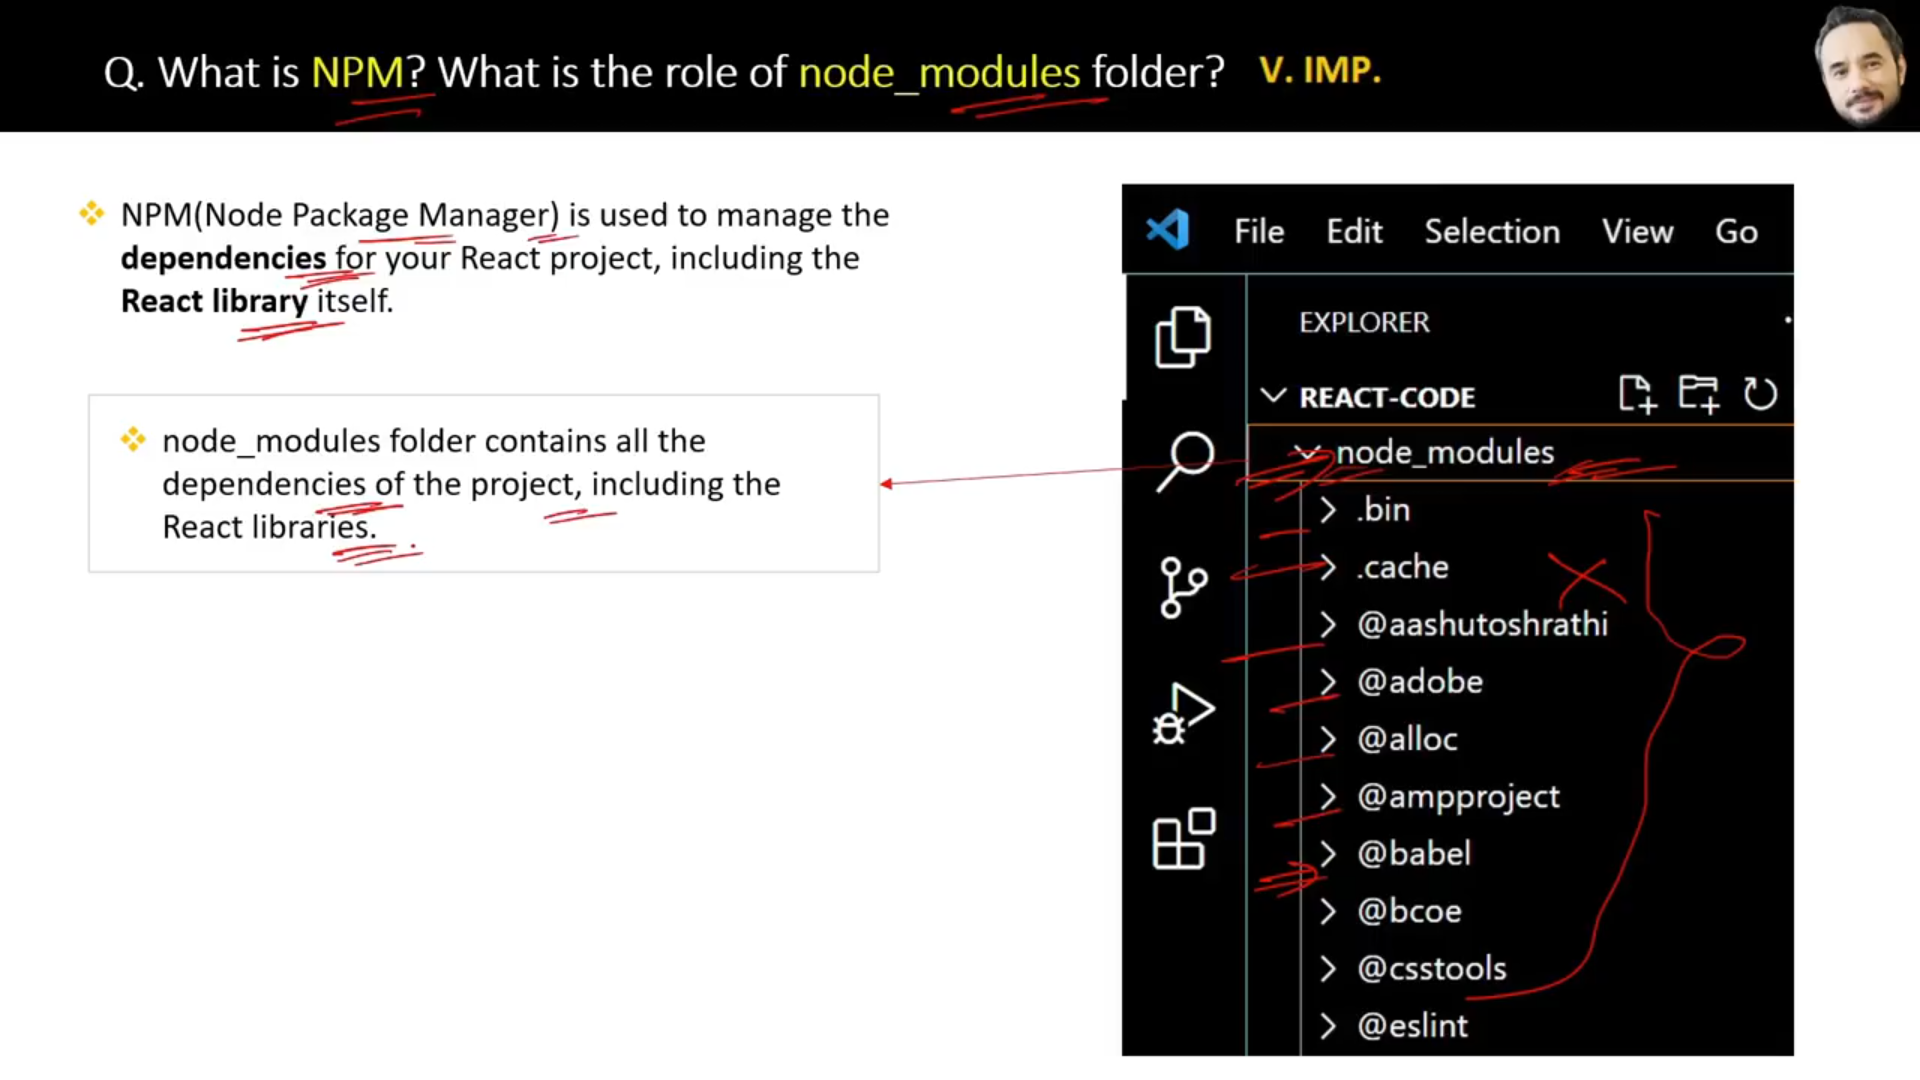 Q. What is NPM? What is the role of node_modules folder? V. IMP.
NPM(Node Package Manager) is used to manage the
dependencies for your React project, including the
React library itself.
node_modules folder contains all the
dependencies of the project, including the
React libraries.
File Edit Selection View Go
EXPLORER
REACT-CODE
node_modules
.bin
.cache
@aashutoshrathi
@adobe
@alloc
@ampproject
@babel
@bcoe
@csstools
@eslint